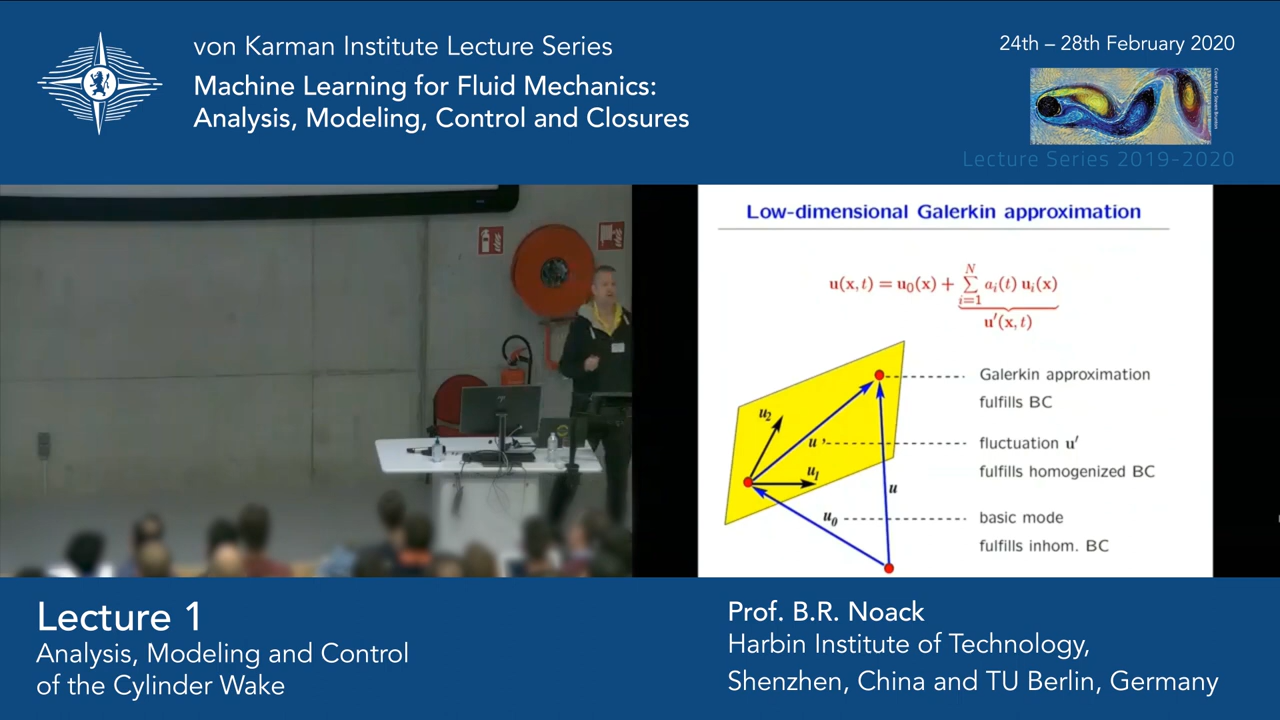 von Karman Institute Lecture Series
Machine Learning for Fluid Mechanics:
Analysis, Modeling, Control and Closures
24th – 28th February 2020
Lecture Series 2019-2020
Low-dimensional Galerkin approximation
u(x,t) = u₀(x) + ∑ᵢ₌₁ᴺ aᵢ(t) uᵢ(x)
u′(x,t)
Galerkin approximation
fulfills BC
u₂
u'
fluctuation u′
u₁
fulfills homogenized BC
u
u₀
basic mode
fulfills inhom. BC
Lecture 1
Analysis, Modeling and Control
of the Cylinder Wake
Prof. B.R. Noack
Harbin Institute of Technology,
Shenzhen, China and TU Berlin, Germany